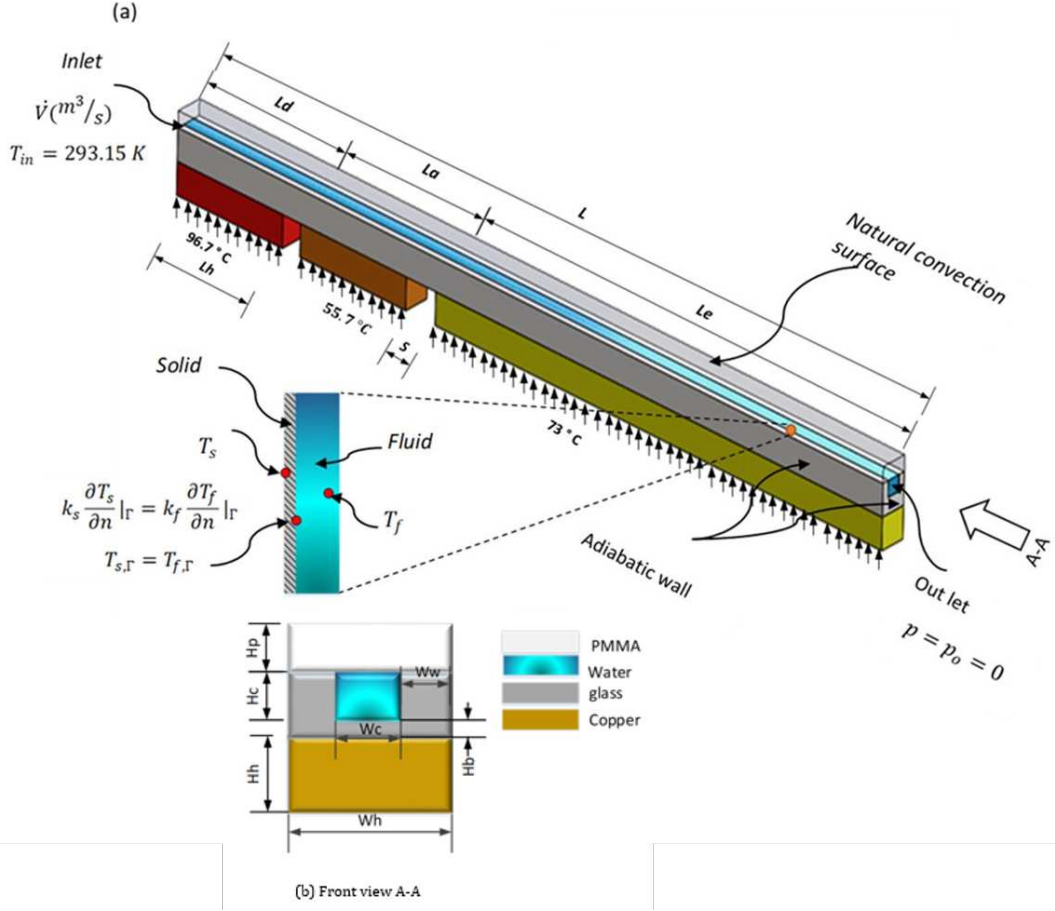 (a)
Inlet
V̇(m³/s)
T_in = 293.15 K
Ld
La
L
Le
Natural convection
surface
96.7 °C
Lh
55.7 °C
S
73 °C
Solid
Fluid
T_s
T_f
k_s ∂T_s/∂n|_Γ = k_f ∂T_f/∂n|_Γ
T_s,Γ = T_f,Γ
Adiabatic wall
A-A
Out let
p = p_o = 0
Hp
Hc
Hh
Ww
Wc
Hb
Wh
PMMA
Water
glass
Copper
(b) Front view A-A